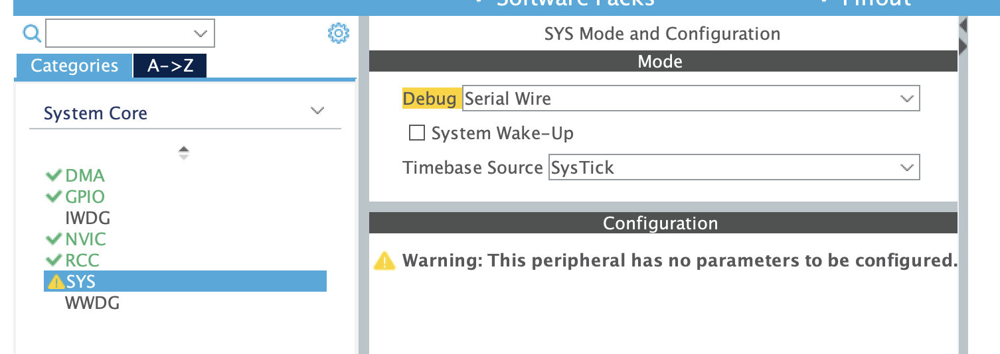 Software Packs
Pinout
SYS Mode and Configuration
Categories
A->Z
Mode
Debug Serial Wire
System Core
System Wake-Up
Timebase Source SysTick
DMA
GPIO
IWDG
NVIC
RCC
SYS
WWDG
Configuration
Warning: This peripheral has no parameters to be configured.